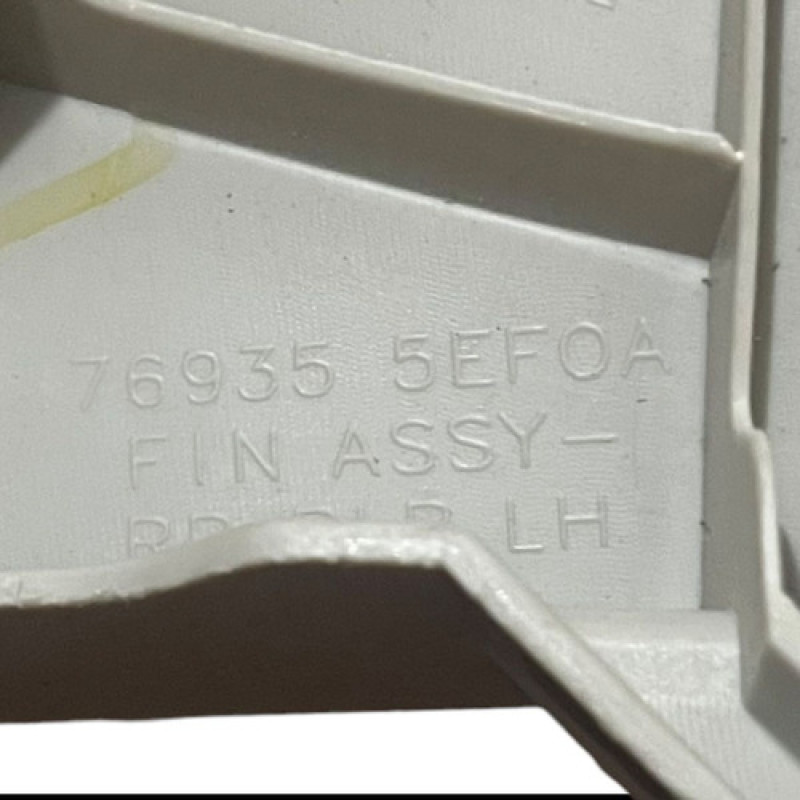 76935 5EF0A
FIN ASSY-
LH